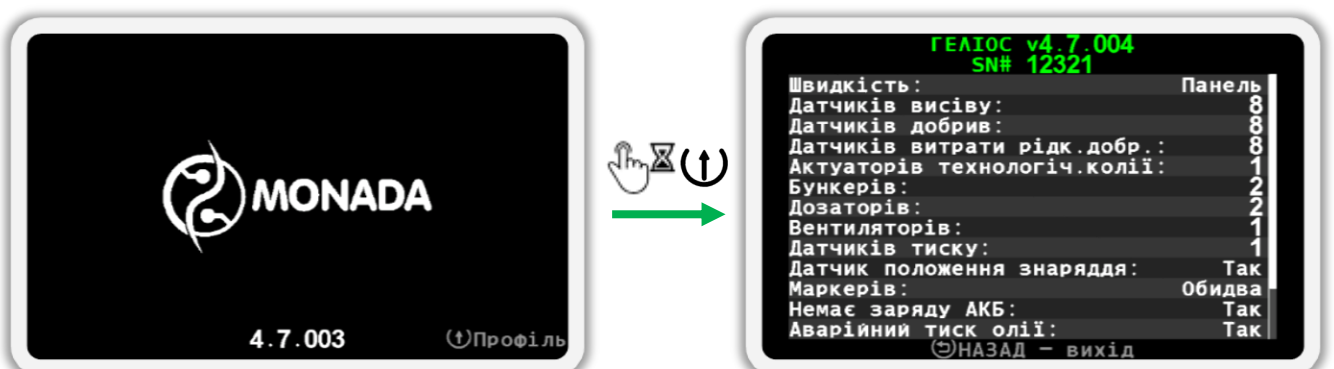 MONADA
4.7.003
Профіль
ГЕЛІОС v4.7.004
SN# 12321
Швидкість: Панель
Датчиків висіву: 8
Датчиків добрив: 8
Датчиків витрати рідк.добр.: 8
Актуаторів технологіч.колії: 1
Бункерів: 2
Дозаторів: 2
Вентиляторів: 1
Датчиків тиску: 1
Датчик положення знаряддя: Так
Маркерів: Обидва
Немає заряду АКБ: Так
Аварійний тиск олії: Так
НАЗАД – вихід